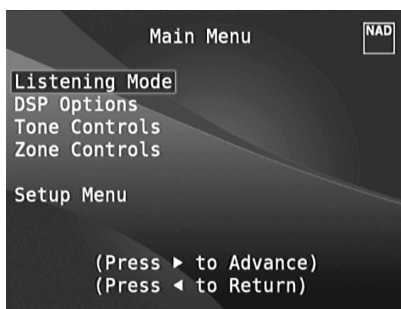 Main Menu
NAD
Listening Mode
DSP Options
Tone Controls
Zone Controls
Setup Menu
(Press ► to Advance)
(Press ◄ to Return)